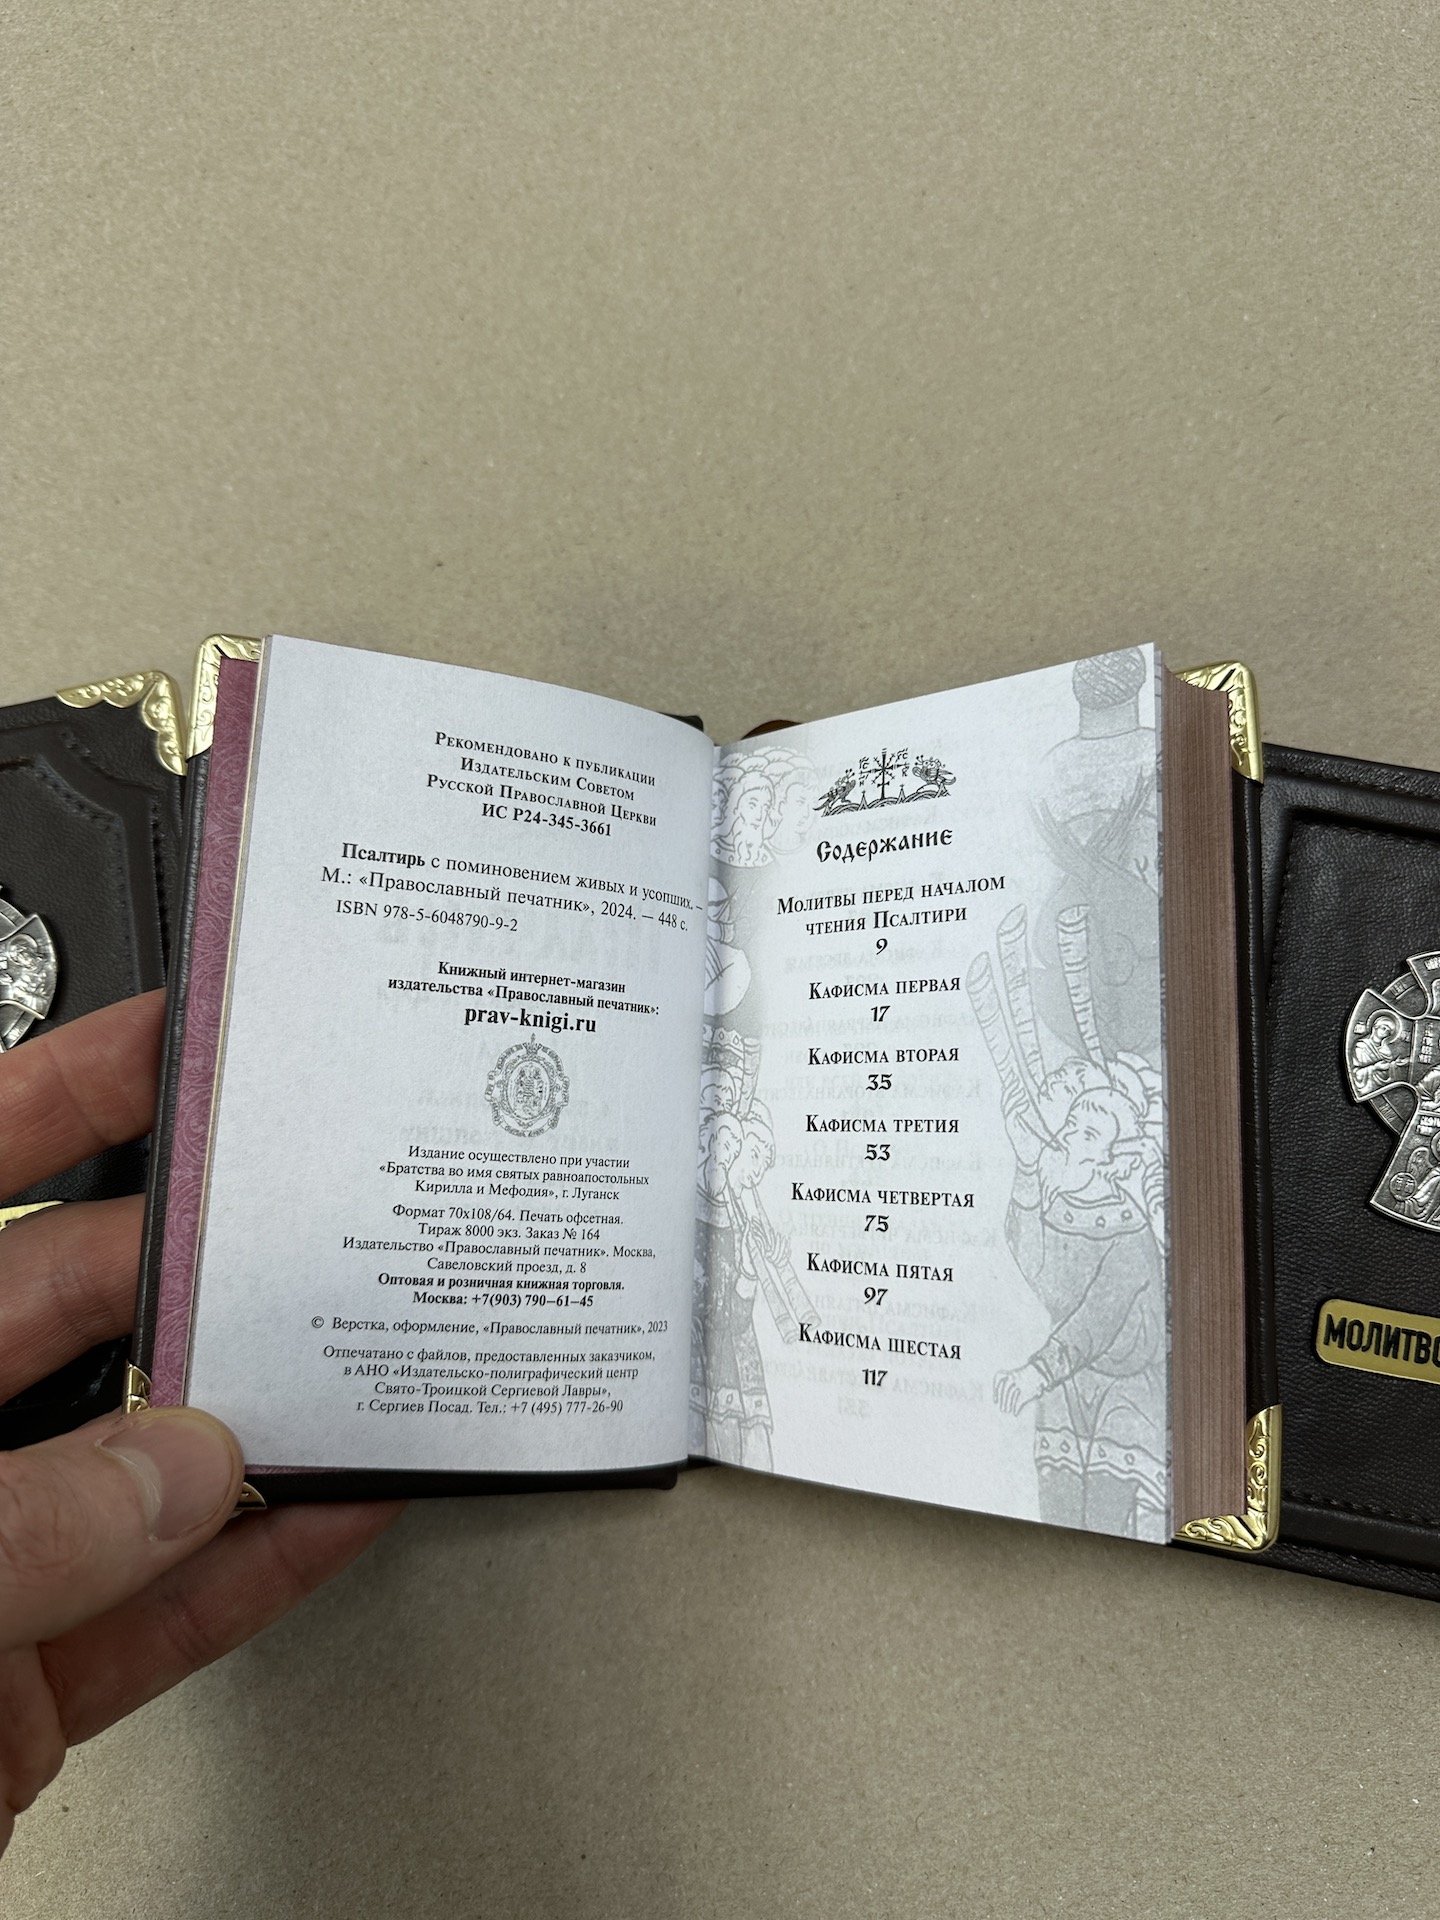 Рекомендовано к публикации
Издательским Советом
Русской Православной Церкви
ИС Р24-345-3661
Псалтирь с поминовением живых и усопших. –
М.: «Православный печатник», 2024. — 448 с.
ISBN 978-5-6048790-9-2
Книжный интернет-магазин
издательства «Православный печатник»:
prav-knigi.ru
Издание осуществлено при участии
«Братства во имя святых равноапостольных
Кирилла и Мефодия», г. Луганск
Формат 70х108/64. Печать офсетная.
Тираж 8000 экз. Заказ № 164
Издательство «Православный печатник». Москва,
Савеловский проезд, д. 8
Оптовая и розничная книжная торговля.
Москва: +7(903) 790–61–45
© Верстка, оформление, «Православный печатник», 2023
Отпечатано с файлов, предоставленных заказчиком,
в АНО «Издательско-полиграфический центр
Свято-Троицкой Сергиевой Лавры»,
г. Сергиев Посад. Тел.: +7 (495) 777-26-90
Содержание
Молитвы перед началом
чтения Псалтири
9
Кафисма первая
17
Кафисма вторая
35
Кафисма третия
53
Кафисма четвертая
75
Кафисма пятая
97
Кафисма шестая
117
МОЛИТВО